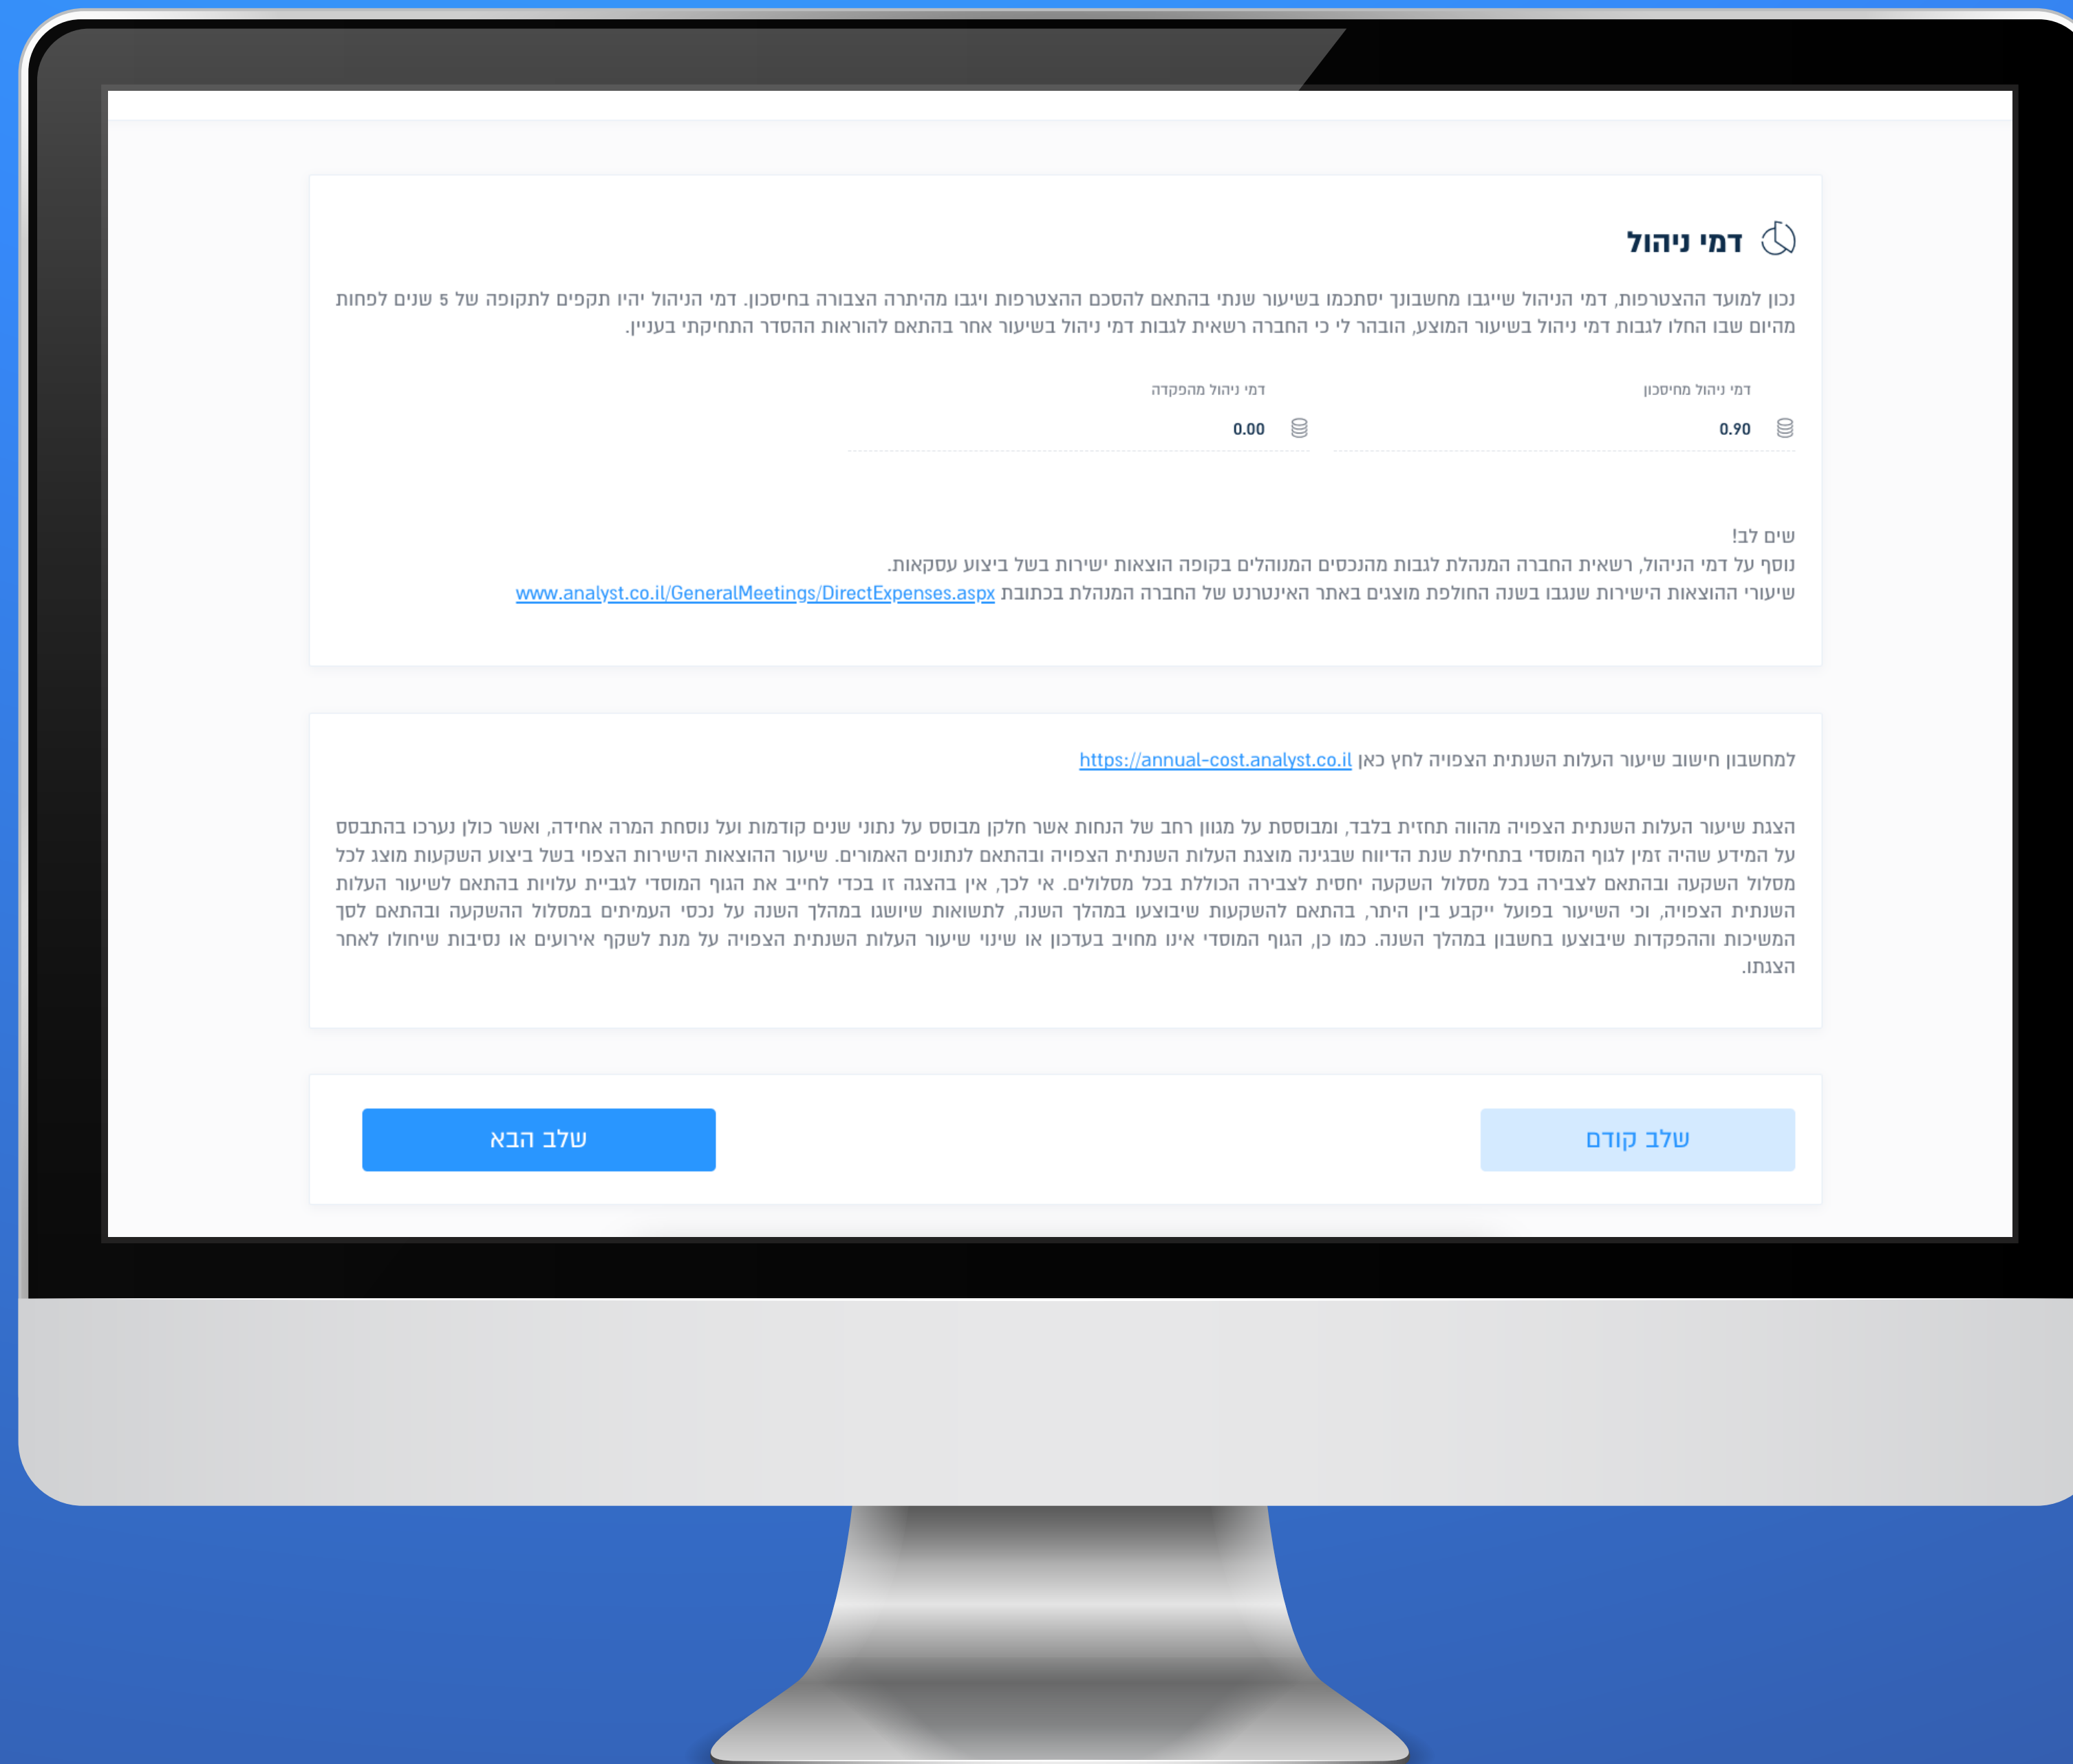 דמי ניהול
נכון למועד ההצטרפות, דמי הניהול שייגבו מחשבונך יסתכמו בשיעור שנתי בהתאם להסכם ההצטרפות ויגבו מהיתרה הצבורה בחיסכון. דמי הניהול יהיו תקפים לתקופה של 5 שנים לפחות
מהיום שבו החלו לגבות דמי ניהול בשיעור המוצע, הובהר לי כי החברה רשאית לגבות דמי ניהול בשיעור אחר בהתאם להוראות ההסדר התחיקתי בעניין.
דמי ניהול מחיסכון
0.90
דמי ניהול מהפקדה
0.00
שים לב!
נוסף על דמי הניהול, רשאית החברה המנהלת לגבות מהנכסים המנוהלים בקופה הוצאות ישירות בשל ביצוע עסקאות.
שיעורי ההוצאות הישירות שנגבו בשנה החולפת מוצגים באתר האינטרנט של החברה המנהלת בכתובת www.analyst.co.il/GeneralMeetings/DirectExpenses.aspx
למחשבון חישוב שיעור העלות השנתית הצפויה לחץ כאן https://annual-cost.analyst.co.il
הצגת שיעור העלות השנתית הצפויה מהווה תחזית בלבד, ומבוססת על מגוון רחב של הנחות אשר חלקן מבוסס על נתוני שנים קודמות ועל נוסחת המרה אחידה, ואשר כולן נערכו בהתבסס
על המידע שהיה זמין לגוף המוסדי בתחילת שנת הדיווח שבגינה מוצגת העלות השנתית הצפויה ובהתאם לנתונים האמורים. שיעור ההוצאות הישירות הצפוי בשל ביצוע השקעות מוצג לכל
מסלול השקעה ובהתאם לצבירה בכל מסלול השקעה יחסית לצבירה הכוללת בכל מסלולים. אי לכך, אין בהצגה זו בכדי לחייב את הגוף המוסדי לגביית עלויות בהתאם לשיעור העלות
השנתית הצפויה, וכי השיעור בפועל ייקבע בין היתר, בהתאם להשקעות שיבוצעו במהלך השנה, לתשואות שיושגו במהלך השנה על נכסי העמיתים במסלול ההשקעה ובהתאם לסך
המשיכות וההפקדות שיבוצעו בחשבון במהלך השנה. כמו כן, הגוף המוסדי אינו מחויב בעדכון או שינוי שיעור העלות השנתית הצפויה על מנת לשקף אירועים או נסיבות שיחולו לאחר
הצגתו.
שלב קודם
שלב הבא